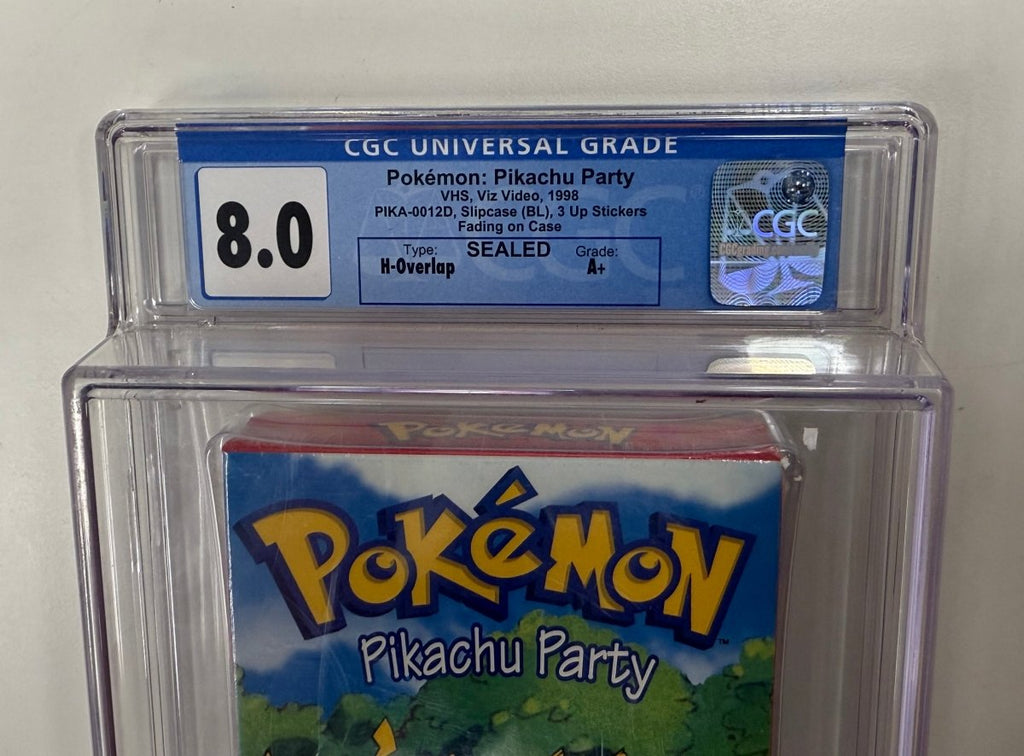 CGC UNIVERSAL GRADE
8.0
Pokémon: Pikachu Party
VHS, Viz Video, 1998
PIKA-0012D, Slipcase (BL), 3 Up Stickers
Fading on Case
Type: SEALED Grade:
H-Overlap A+
CGC
POKÉMON
POKÉMON™
Pikachu Party